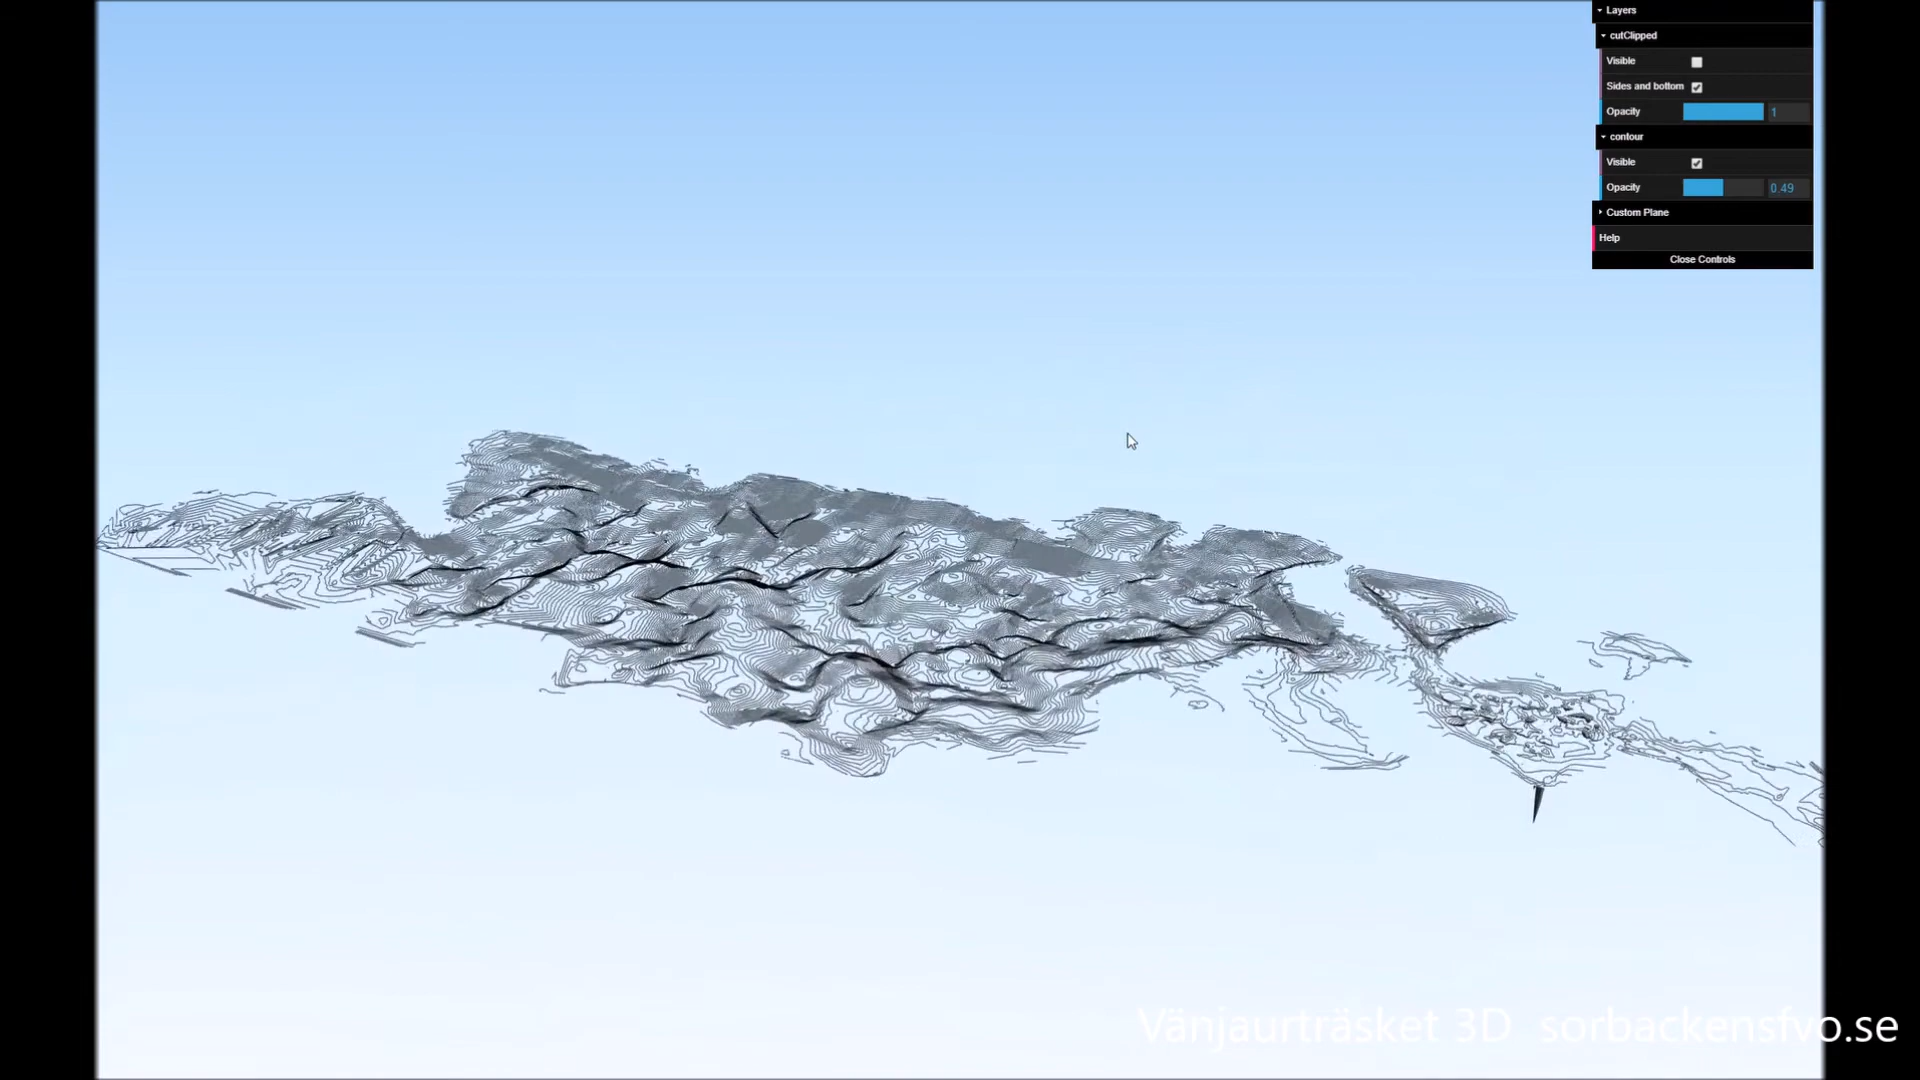 Layers
cutClipped
Visible
Sides and bottom
Opacity 1
contour
Visible
Opacity 0.49
Custom Plane
Help
Close Controls
Vänjaurträsket 3D sorbackensfvo.se